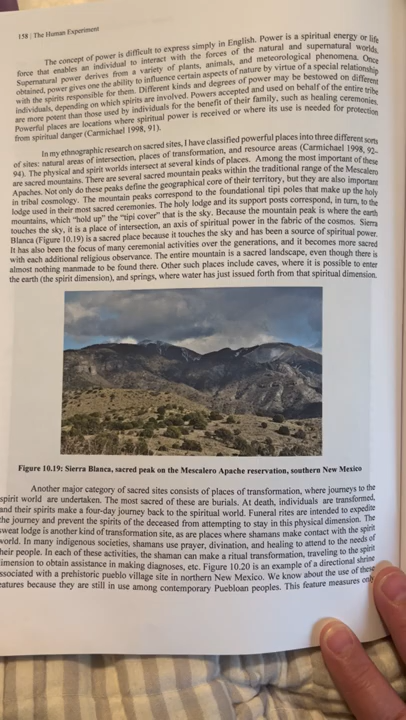 158 | The Human Experiment
The concept of power is difficult to express simply in English. Power is a spiritual energy or life
force that enables an individual to interact with the forces of the natural and supernatural worlds.
Supernatural power derives from a variety of plants, animals, and meteorological phenomena. Once
obtained, power gives one the ability to influence certain aspects of nature by virtue of a special relationship
with the spirits responsible for them. Different kinds and degrees of power may be bestowed on different
individuals, depending on which spirits are involved. Powers accepted and used on behalf of the entire tribe
are more potent than those used by individuals for the benefit of their family, such as healing ceremonies.
Powerful places are locations where spiritual power is received or where its use is needed for protection
from spiritual danger (Carmichael 1998, 91).
In my ethnographic research on sacred sites, I have classified powerful places into three different sorts
of sites: natural areas of intersection, places of transformation, and resource areas (Carmichael 1998, 92–
94). The physical and spirit worlds intersect at several kinds of places. Among the most important of these
are sacred mountains. There are several sacred mountain peaks within the traditional range of the Mescalero
Apaches. Not only do these peaks define the geographical core of their territory, but they are also important
in tribal cosmology. The mountain peaks correspond to the foundational tipi poles that make up the holy
lodge used in their most sacred ceremonies. The holy lodge and its support posts correspond, in turn, to the
mountains, which “hold up” the “tipi cover” that is the sky. Because the mountain peak is where the earth
touches the sky, it is a place of intersection, an axis of spiritual power in the fabric of the cosmos. Sierra
Blanca (Figure 10.19) is a sacred place because it touches the sky and has been a source of spiritual power.
It has also been the focus of many ceremonial activities over the generations, and it becomes more sacred
with each additional religious observance. The entire mountain is a sacred landscape, even though there is
almost nothing manmade to be found there. Other such places include caves, where it is possible to enter
the earth (the spirit dimension), and springs, where water has just issued forth from that spiritual dimension.
Figure 10.19: Sierra Blanca, sacred peak on the Mescalero Apache reservation, southern New Mexico
Another major category of sacred sites consists of places of transformation, where journeys to the
spirit world are undertaken. The most sacred of these are burials. At death, individuals are transformed,
and their spirits make a four-day journey back to the spiritual world. Funeral rites are intended to expedite
the journey and prevent the spirits of the deceased from attempting to stay in this physical dimension. The
sweat lodge is another kind of transformation site, as are places where shamans make contact with the spirit
world. In many indigenous societies, shamans use prayer, divination, and healing to attend to the needs of
heir people. In each of these activities, the shaman can make a ritual transformation, traveling to the spirit
imension to obtain assistance in making diagnoses, etc. Figure 10.20 is an example of a directional shrine
ssociated with a prehistoric pueblo village site in northern New Mexico. We know about the use of these
eatures because they are still in use among contemporary Puebloan peoples. This feature measures only